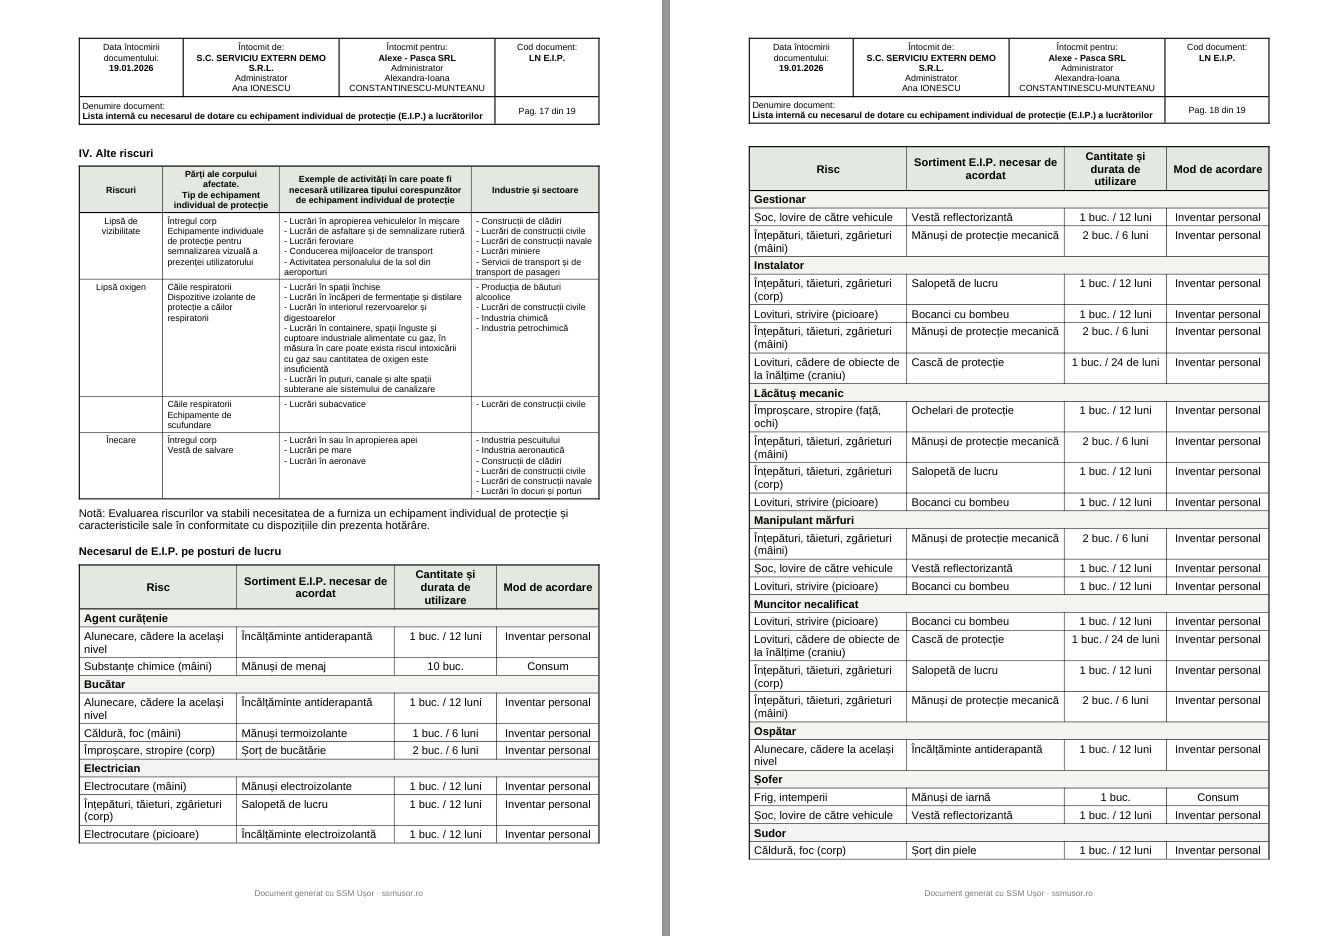 Data întocmirii
documentului:
19.01.2026
Întocmit de:
S.C. SERVICIU EXTERN DEMO
S.R.L.
Administrator
Ana IONESCU
Întocmit pentru:
Alexe - Pasca SRL
Administrator
Alexandra-Ioana
CONSTANTINESCU-MUNTEANU
Cod document:
LN E.I.P.
Denumire document:
Lista internă cu necesarul de dotare cu echipament individual de protecție (E.I.P.) a lucrătorilor
Pag. 17 din 19
IV. Alte riscuri
Riscuri
Părți ale corpului
afectate.
Tip de echipament
individual de protecție
Exemple de activități în care poate fi
necesară utilizarea tipului corespunzător
de echipament individual de protecție
Industrie și sectoare
Lipsă de
vizibilitate
Întregul corp
Echipamente individuale
de protecție pentru
semnalizarea vizuală a
prezenței utilizatorului
- Lucrări în apropierea vehiculelor în mișcare
- Lucrări de asfaltare și de semnalizare rutieră
- Lucrări feroviare
- Conducerea mijloacelor de transport
- Activitatea personalului de la sol din
aeroporturi
- Construcții de clădiri
- Lucrări de construcții civile
- Lucrări de construcții navale
- Lucrări miniere
- Servicii de transport și de
transport de pasageri
Lipsă oxigen
Căile respiratorii
Dispozitive izolante de
protecție a căilor
respiratorii
- Lucrări în spații închise
- Lucrări în încăperi de fermentație și distilare
- Lucrări în interiorul rezervoarelor și
digestoarelor
- Lucrări în containere, spații înguste și
cuptoare industriale alimentate cu gaz, în
măsura în care poate exista riscul intoxicării
cu gaz sau cantitatea de oxigen este
insuficientă
- Lucrări în puțuri, canale și alte spații
subterane ale sistemului de canalizare
- Producția de băuturi
alcoolice
- Lucrări de construcții civile
- Industria chimică
- Industria petrochimică
Căile respiratorii
Echipamente de
scufundare
- Lucrări subacvatice
- Lucrări de construcții civile
Înecare
Întregul corp
Vestă de salvare
- Lucrări în sau în apropierea apei
- Lucrări pe mare
- Lucrări în aeronave
- Industria pescuitului
- Industria aeronautică
- Construcții de clădiri
- Lucrări de construcții civile
- Lucrări de construcții navale
- Lucrări în docuri și porturi
Notă: Evaluarea riscurilor va stabili necesitatea de a furniza un echipament individual de protecție și
caracteristicile sale în conformitate cu dispozițiile din prezenta hotărâre.
Necesarul de E.I.P. pe posturi de lucru
Risc
Sortiment E.I.P. necesar de
acordat
Cantitate și
durata de
utilizare
Mod de acordare
Agent curățenie
Alunecare, cădere la același
nivel
Încălțăminte antiderapantă
1 buc. / 12 luni
Inventar personal
Substanțe chimice (mâini)
Mănuși de menaj
10 buc.
Consum
Bucătar
Alunecare, cădere la același
nivel
Încălțăminte antiderapantă
1 buc. / 12 luni
Inventar personal
Căldură, foc (mâini)
Mănuși termoizolante
1 buc. / 6 luni
Inventar personal
Împroșcare, stropire (corp)
Șorț de bucătărie
2 buc. / 6 luni
Inventar personal
Electrician
Electrocutare (mâini)
Mănuși electroizolante
1 buc. / 12 luni
Inventar personal
Înțepături, tăieturi, zgârieturi
(corp)
Salopetă de lucru
1 buc. / 12 luni
Inventar personal
Electrocutare (picioare)
Încălțăminte electroizolantă
1 buc. / 12 luni
Inventar personal
Document generat cu SSM Ușor · ssmusor.ro
Data întocmirii
documentului:
19.01.2026
Întocmit de:
S.C. SERVICIU EXTERN DEMO
S.R.L.
Administrator
Ana IONESCU
Întocmit pentru:
Alexe - Pasca SRL
Administrator
Alexandra-Ioana
CONSTANTINESCU-MUNTEANU
Cod document:
LN E.I.P.
Denumire document:
Lista internă cu necesarul de dotare cu echipament individual de protecție (E.I.P.) a lucrătorilor
Pag. 18 din 19
Risc
Sortiment E.I.P. necesar de
acordat
Cantitate și
durata de
utilizare
Mod de acordare
Gestionar
Șoc, lovire de către vehicule
Vestă reflectorizantă
1 buc. / 12 luni
Inventar personal
Înțepături, tăieturi, zgârieturi
(mâini)
Mănuși de protecție mecanică
2 buc. / 6 luni
Inventar personal
Instalator
Înțepături, tăieturi, zgârieturi
(corp)
Salopetă de lucru
1 buc. / 12 luni
Inventar personal
Lovituri, strivire (picioare)
Bocanci cu bombeu
1 buc. / 12 luni
Inventar personal
Înțepături, tăieturi, zgârieturi
(mâini)
Mănuși de protecție mecanică
2 buc. / 6 luni
Inventar personal
Lovituri, cădere de obiecte de
la înălțime (craniu)
Cască de protecție
1 buc. / 24 de luni
Inventar personal
Lăcătuș mecanic
Împroșcare, stropire (față,
ochi)
Ochelari de protecție
1 buc. / 12 luni
Inventar personal
Înțepături, tăieturi, zgârieturi
(mâini)
Mănuși de protecție mecanică
2 buc. / 6 luni
Inventar personal
Înțepături, tăieturi, zgârieturi
(corp)
Salopetă de lucru
1 buc. / 12 luni
Inventar personal
Lovituri, strivire (picioare)
Bocanci cu bombeu
1 buc. / 12 luni
Inventar personal
Manipulant mărfuri
Înțepături, tăieturi, zgârieturi
(mâini)
Mănuși de protecție mecanică
2 buc. / 6 luni
Inventar personal
Șoc, lovire de către vehicule
Vestă reflectorizantă
1 buc. / 12 luni
Inventar personal
Lovituri, strivire (picioare)
Bocanci cu bombeu
1 buc. / 12 luni
Inventar personal
Muncitor necalificat
Lovituri, strivire (picioare)
Bocanci cu bombeu
1 buc. / 12 luni
Inventar personal
Lovituri, cădere de obiecte de
la înălțime (craniu)
Cască de protecție
1 buc. / 24 de luni
Inventar personal
Înțepături, tăieturi, zgârieturi
(corp)
Salopetă de lucru
1 buc. / 12 luni
Inventar personal
Înțepături, tăieturi, zgârieturi
(mâini)
Mănuși de protecție mecanică
2 buc. / 6 luni
Inventar personal
Ospătar
Alunecare, cădere la același
nivel
Încălțăminte antiderapantă
1 buc. / 12 luni
Inventar personal
Șofer
Frig, intemperii
Mănuși de iarnă
1 buc.
Consum
Șoc, lovire de către vehicule
Vestă reflectorizantă
1 buc. / 12 luni
Inventar personal
Sudor
Căldură, foc (corp)
Șorț din piele
1 buc. / 12 luni
Inventar personal
Document generat cu SSM Ușor · ssmusor.ro